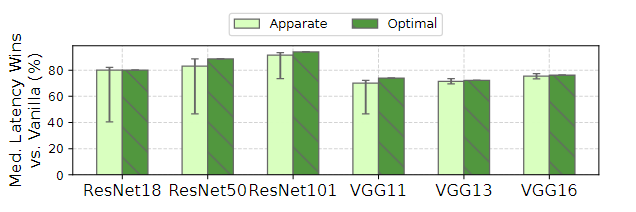 Apparate Optimal
Med. Latency Wins
vs. Vanilla (%)
80
60
40
20
0
ResNet18 ResNet50 ResNet101 VGG11 VGG13 VGG16